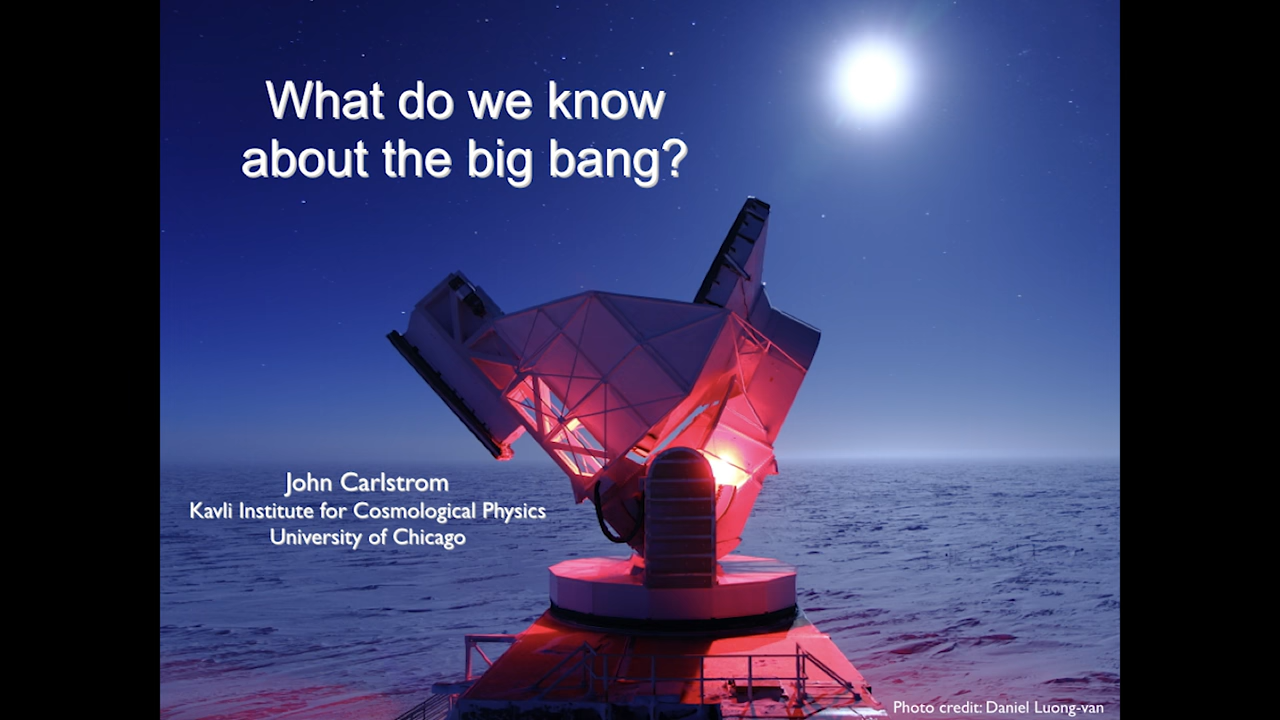 What do we know
about the big bang?
John Carlstrom
Kavli Institute for Cosmological Physics
University of Chicago
Photo credit: Daniel Luong-van